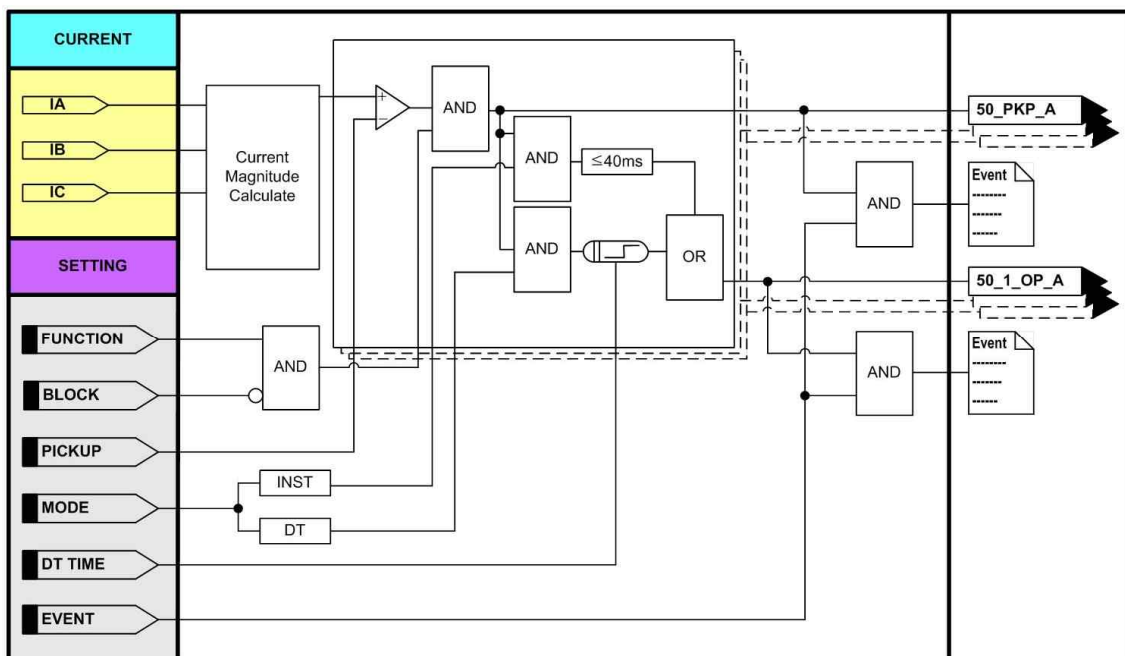 CURRENT
IA
IB
IC
SETTING
FUNCTION
BLOCK
PICKUP
MODE
DT TIME
EVENT
Current
Magnitude
Calculate
+
−
AND
AND
≤40ms
AND
OR
AND
INST
DT
AND
AND
50_PKP_A
Event
50_1_OP_A
Event